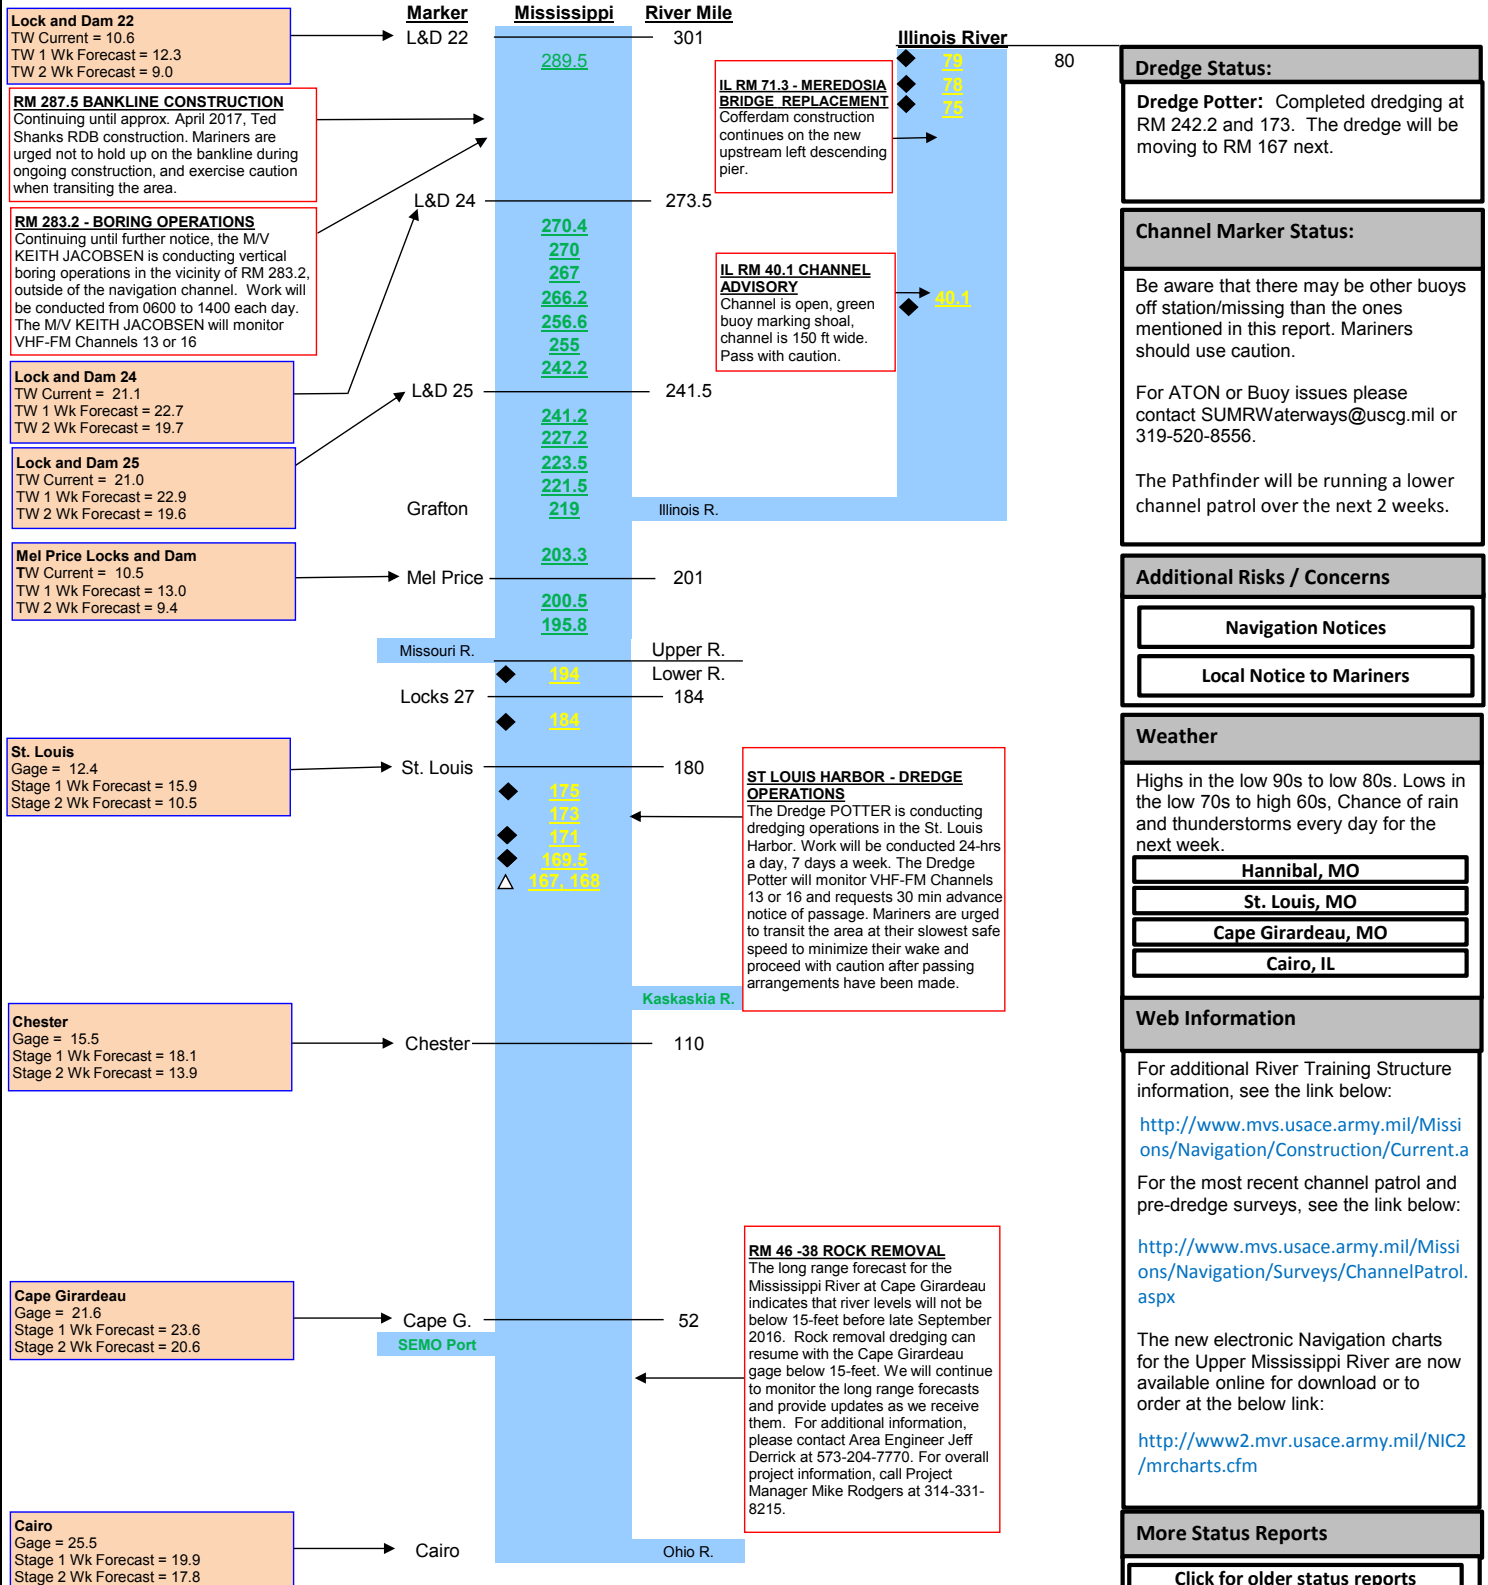 Lock and Dam 22
TW Current = 10.6
TW 1 Wk Forecast = 12.3
TW 2 Wk Forecast = 9.0
RM 287.5 BANKLINE CONSTRUCTION
Continuing until approx. April 2017, Ted
Shanks RDB construction. Mariners are
urged not to hold up on the bankline during
ongoing construction, and exercise caution
when transiting the area.
RM 283.2 - BORING OPERATIONS
Continuing until further notice, the M/V
KEITH JACOBSEN is conducting vertical
boring operations in the vicinity of RM 283.2,
outside of the navigation channel.  Work will
be conducted from 0600 to 1400 each day.
The M/V KEITH JACOBSEN will monitor
VHF-FM Channels 13 or 16
Lock and Dam 24
TW Current =  21.1
TW 1 Wk Forecast = 22.7
TW 2 Wk Forecast = 19.7
Lock and Dam 25
TW Current = 21.0
TW 1 Wk Forecast = 22.9
TW 2 Wk Forecast = 19.6
Mel Price Locks and Dam
TW Current =  10.5
TW 1 Wk Forecast = 13.0
TW 2 Wk Forecast = 9.4
St. Louis
Gage =  12.4
Stage 1 Wk Forecast = 15.9
Stage 2 Wk Forecast = 10.5
Chester
Gage =  15.5
Stage 1 Wk Forecast = 18.1
Stage 2 Wk Forecast = 13.9
Cape Girardeau
Gage =  21.6
Stage 1 Wk Forecast = 23.6
Stage 2 Wk Forecast = 20.6
Cairo
Gage = 25.5
Stage 1 Wk Forecast = 19.9
Stage 2 Wk Forecast = 17.8
Marker Mississippi River Mile
L&D 22 301
289.5
L&D 24 273.5
270.4
270
267
266.2
256.6
255
242.2
L&D 25 241.5
241.2
227.2
223.5
221.5
Grafton 219 Illinois R.
203.3
Mel Price 201
200.5
195.8
Missouri R. Upper R.
194 Lower R.
Locks 27 184
184
St. Louis 180
175
173
171
169.5
167, 168
Kaskaskia R.
Chester 110
Cape G. 52
SEMO Port
Cairo Ohio R.
Illinois River
79 80
78
75
40.1
IL RM 71.3 - MEREDOSIA
BRIDGE  REPLACEMENT
Cofferdam construction
continues on the new
upstream left descending
pier.
IL RM 40.1 CHANNEL
ADVISORY
Channel is open, green
buoy marking shoal,
channel is 150 ft wide.
Pass with caution.
ST LOUIS HARBOR - DREDGE
OPERATIONS
The Dredge POTTER is conducting
dredging operations in the St. Louis
Harbor. Work will be conducted 24-hrs
a day, 7 days a week. The Dredge
Potter will monitor VHF-FM Channels
13 or 16 and requests 30 min advance
notice of passage. Mariners are urged
to transit the area at their slowest safe
speed to minimize their wake and
proceed with caution after passing
arrangements have been made.
RM 46 -38 ROCK REMOVAL
The long range forecast for the
Mississippi River at Cape Girardeau
indicates that river levels will not be
below 15-feet before late September
2016.  Rock removal dredging can
resume with the Cape Girardeau
gage below 15-feet. We will continue
to monitor the long range forecasts
and provide updates as we receive
them.  For additional information,
please contact Area Engineer Jeff
Derrick at 573-204-7770. For overall
project information, call Project
Manager Mike Rodgers at 314-331-
8215.
Dredge Status:
Dredge Potter:  Completed dredging at
RM 242.2 and 173.  The dredge will be
moving to RM 167 next.
Channel Marker Status:
Be aware that there may be other buoys
off station/missing than the ones
mentioned in this report. Mariners
should use caution.
For ATON or Buoy issues please
contact SUMRWaterways@uscg.mil or
319-520-8556.
The Pathfinder will be running a lower
channel patrol over the next 2 weeks.
Additional Risks / Concerns
Navigation Notices
Local Notice to Mariners
Weather
Highs in the low 90s to low 80s. Lows in
the low 70s to high 60s, Chance of rain
and thunderstorms every day for the
next week.
Hannibal, MO
St. Louis, MO
Cape Girardeau, MO
Cairo, IL
Web Information
For additional River Training Structure
information, see the link below:
http://www.mvs.usace.army.mil/Missi
ons/Navigation/Construction/Current.a
For the most recent channel patrol and
pre-dredge surveys, see the link below:
http://www.mvs.usace.army.mil/Missi
ons/Navigation/Surveys/ChannelPatrol.
aspx
The new electronic Navigation charts
for the Upper Mississippi River are now
available online for download or to
order at the below link:
http://www2.mvr.usace.army.mil/NIC2
/mrcharts.cfm
More Status Reports
Click for older status reports